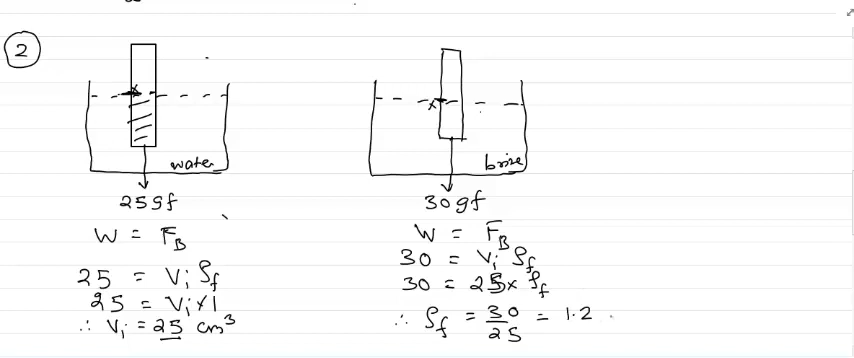 2
water
25gf
W = F_B
25 = V_i ρ_f
25 = V_i × 1
∴ V_i = 25 cm³
brine
30gf
W = F_B
30 = V_i ρ_f
30 = 25 × ρ_f
∴ ρ_f = 30/25 = 1.2